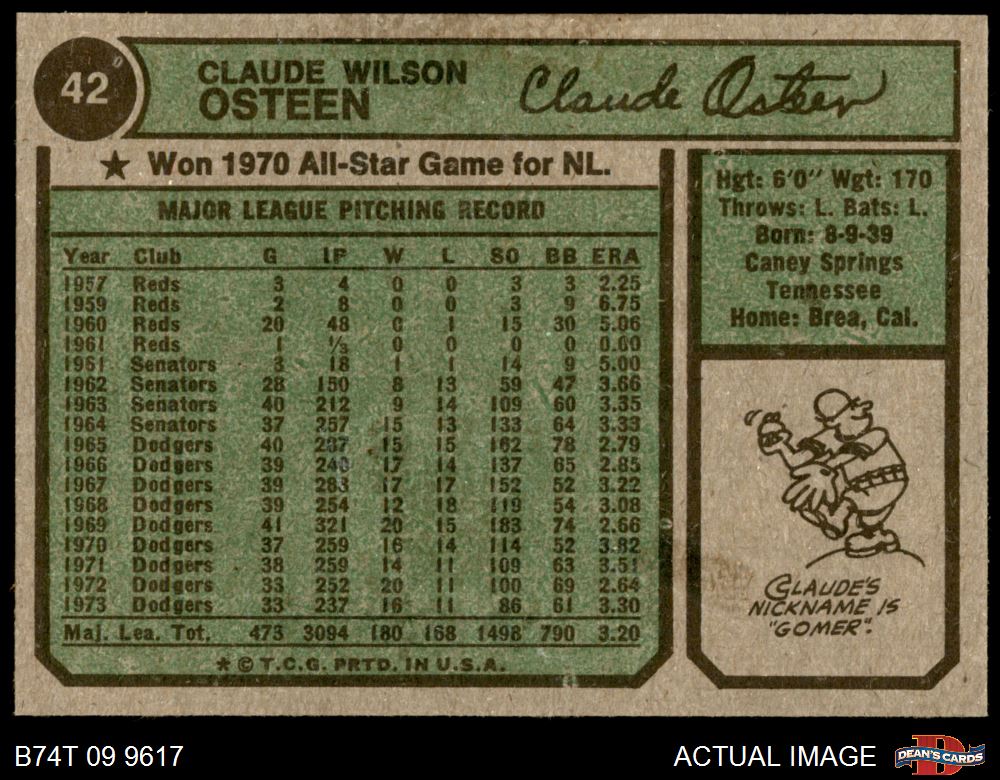 42
CLAUDE WILSON
OSTEEN
Claude Osteen
★ Won 1970 All-Star Game for NL.
MAJOR LEAGUE PITCHING RECORD
Year Club G IP W L SO BB ERA
1957 Reds 3 4 0 0 3 3 2.25
1959 Reds 2 8 0 0 3 9 6.75
1960 Reds 20 48 0 1 15 30 5.06
1961 Reds 1 ⅓ 0 0 0 0 0.00
1961 Senators 3 18 1 1 14 9 5.00
1962 Senators 28 150 8 13 59 47 3.66
1963 Senators 40 212 9 14 109 60 3.35
1964 Senators 37 257 15 13 133 64 3.33
1965 Dodgers 40 287 15 15 162 78 2.79
1966 Dodgers 39 240 17 14 137 65 2.85
1967 Dodgers 39 288 17 17 152 52 3.22
1968 Dodgers 39 254 12 18 119 54 3.08
1969 Dodgers 41 321 20 15 183 74 2.66
1970 Dodgers 37 259 16 14 114 52 3.82
1971 Dodgers 38 259 14 11 109 63 3.51
1972 Dodgers 33 252 20 11 100 69 2.64
1973 Dodgers 33 237 16 11 86 61 3.30
Maj. Lea. Tot. 473 3094 180 168 1498 790 3.20
* © T.C.G. PRTD. IN U.S.A.
Hgt: 6'0" Wgt: 170
Throws: L. Bats: L.
Born: 8-9-39
Caney Springs
Tennessee
Home: Brea, Cal.
CLAUDE'S
NICKNAME IS
"GOMER".
B74T 09 9617
ACTUAL IMAGE
D
DEAN'S CARDS